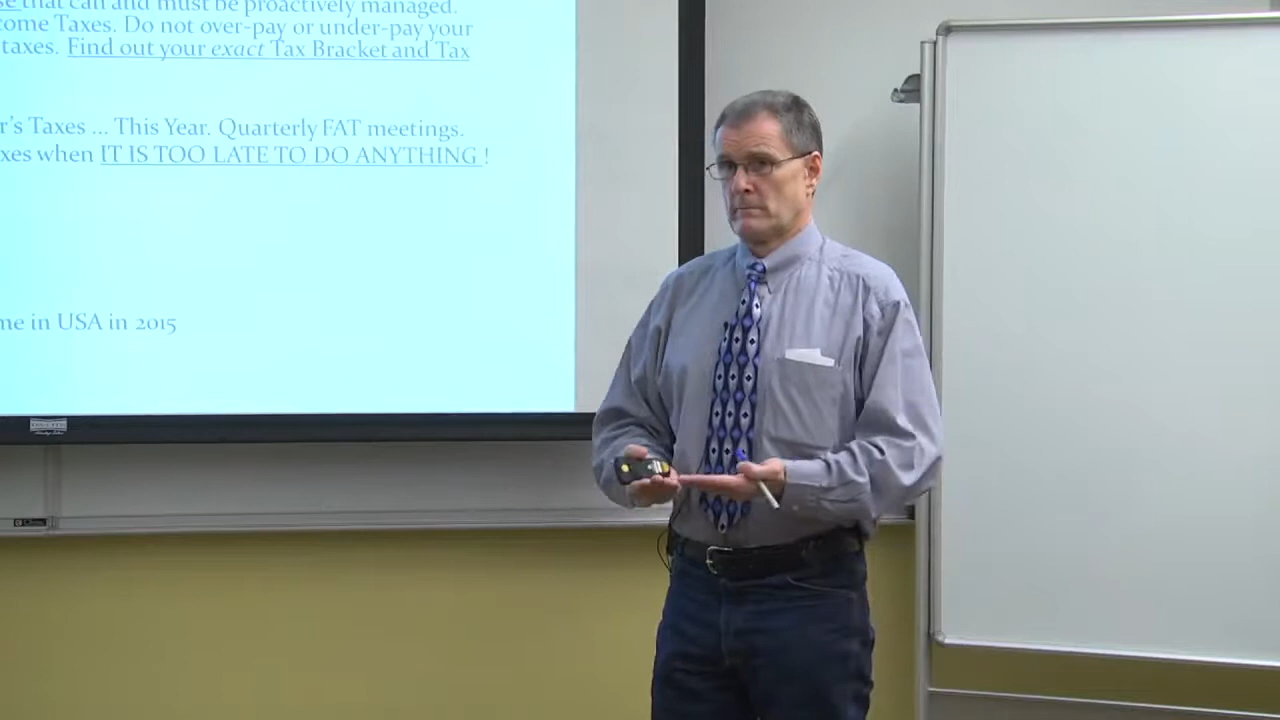 se that can and must be proactively managed.
come Taxes. Do not over-pay or under-pay your
taxes. Find out your exact Tax Bracket and Tax
r's Taxes ... This Year. Quarterly FAT meetings.
xes when IT IS TOO LATE TO DO ANYTHING !
me in USA in 2015